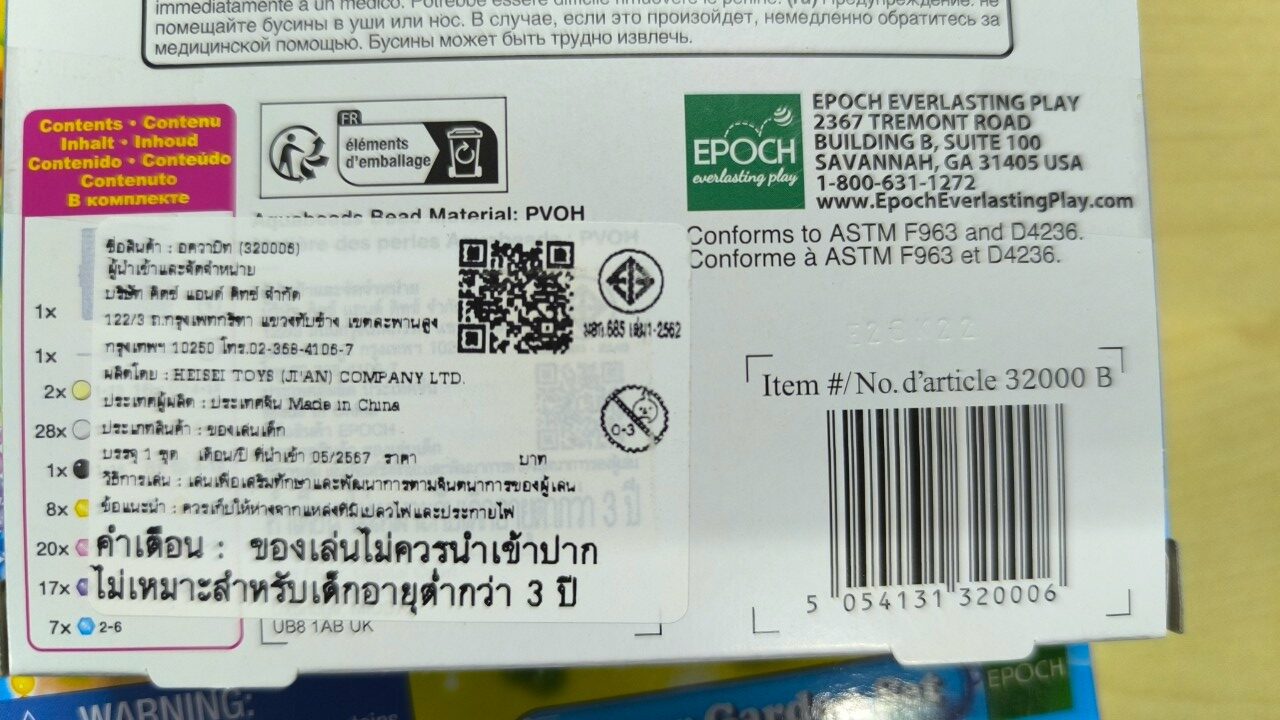 immediatamente a un medico. Potrebbe essere difficile rimuovere le perline. (ru) Предупреждение: не
помещайте бусины в уши или нос. В случае, если это произойдет, немедленно обратитесь за
медицинской помощью. Бусины может быть трудно извлечь.
Contents • Contenu
Inhalt • Inhoud
Contenido • Conteúdo
Contenuto
В комплекте
1x
1x
2x
28x
1x
8x
20x
17x
7x 2-6
FR
éléments
d'emballage
Aquabeads Bead Material: PVOH
ชื่อสินค้า : อควาบีท (320006)
ผู้นำเข้าและจัดจำหน่าย
บริษัท คิดซ์ แอนด์ คิทซ์ จำกัด
122/3 ถ.กรุงเทพกรีฑา แขวงทับช้าง เขตสะพานสูง
กรุงเทพฯ 10250 โทร.02-368-4106-7
ผลิตโดย : HEISEI TOYS (JI'AN) COMPANY LTD.
ประเทศผู้ผลิต : ประเทศจีน Made in China
ประเภทสินค้า : ของเล่นเด็ก
บรรจุ 1 ชุด เดือน/ปี ที่นำเข้า 05/2567 ราคา บาท
วิธีการเล่น : เล่นเพื่อเสริมทักษะและพัฒนาการตามจินตนาการของผู้เล่น
ข้อแนะนำ : ควรเก็บให้ห่างจากแหล่งที่มีเปลวไฟและประกายไฟ
คำเตือน : ของเล่นไม่ควรนำเข้าปาก
ไม่เหมาะสำหรับเด็กอายุต่ำกว่า 3 ปี
มอก.685 เล่ม1-2562
0-3
UB8 1AB UK
EPOCH
everlasting play
EPOCH EVERLASTING PLAY
2367 TREMONT ROAD
BUILDING B, SUITE 100
SAVANNAH, GA 31405 USA
1-800-631-1272
www.EpochEverlastingPlay.com
Conforms to ASTM F963 and D4236.
Conforme à ASTM F963 et D4236.
Item #/No. d'article 32000 B
5 054131 320006
WARNING:
EPOCH